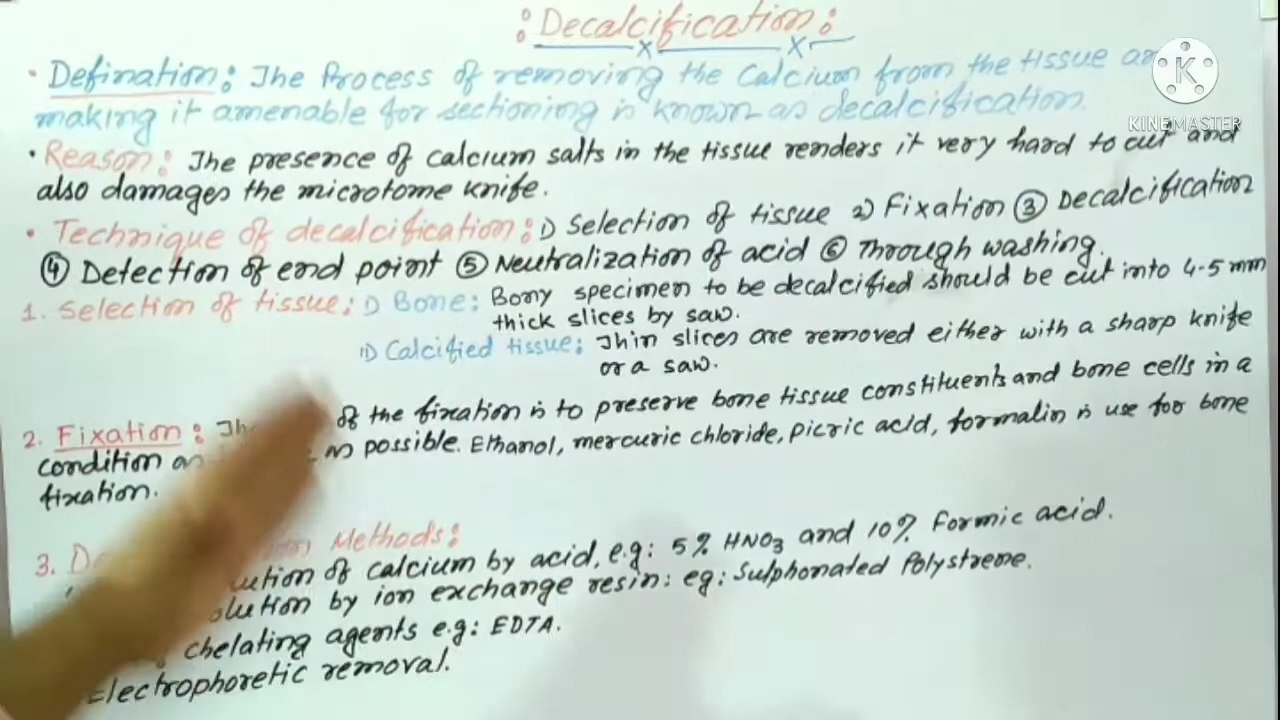 : Decalcification :
• Defination: The Process of removing the Calcium from the tissue
making it amenable for sectioning is known as decalcification.
• Reason: The presence of calcium salts in the tissue renders it very hard to cut and
also damages the microtome knife.
• Technique of decalcification: 1) Selection of tissue 2) Fixation ③ Decalcification
④ Detection of end point ⑤ Neutralization of acid ⑥ Through washing.
1. Selection of tissue: i) Bone: Bony specimen to be decalcified should be cut into 4-5 mm
thick slices by saw.
ii) Calcified tissue: Thin slices are removed either with a sharp knife
or a saw.
2. Fixation: of the fixation is to preserve bone tissue constituents and bone cells in a
condition as possible. Ethanol, mercuric chloride, picric acid, formalin is use for bone
fixation.
3. Methods:
of calcium by acid, e.g: 5% HNO3 and 10% Formic acid.
by ion exchange resin: eg: Sulphonated Polystrene.
chelating agents e.g: EDTA.
Electrophoretic removal.
K
KINEMASTER